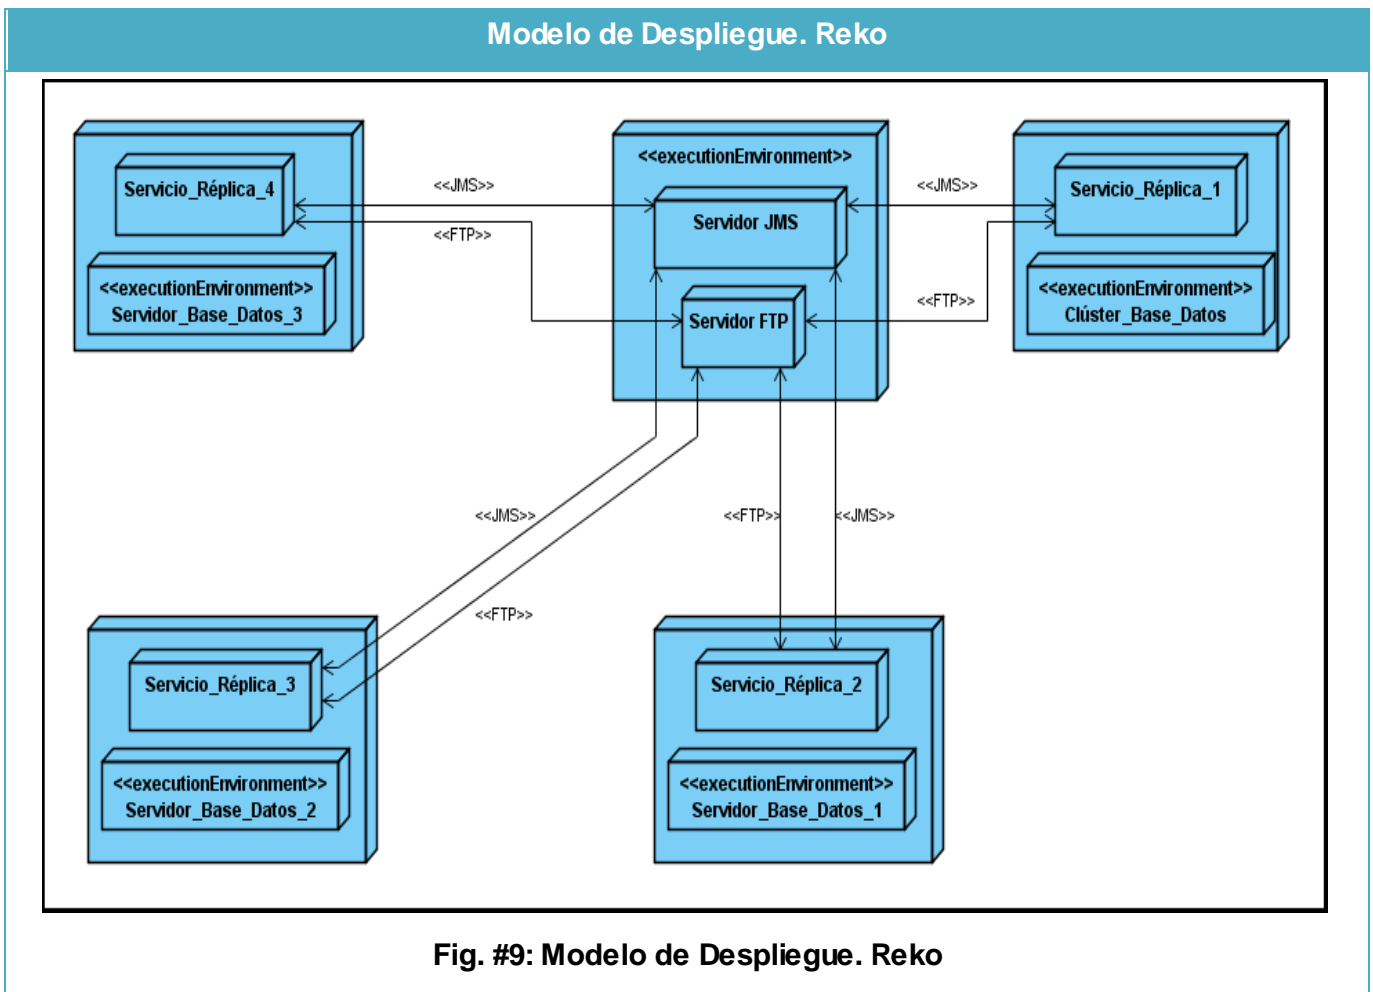 Modelo de Despliegue. Reko
Servicio_Réplica_4
<<executionEnvironment>>
Servidor_Base_Datos_3
<<JMS>>
<<FTP>>
<<executionEnvironment>>
Servidor JMS
Servidor FTP
<<JMS>>
<<FTP>>
Servicio_Réplica_1
<<executionEnvironment>>
Clúster_Base_Datos
<<JMS>>
<<FTP>>
<<FTP>>
<<JMS>>
Servicio_Réplica_3
<<executionEnvironment>>
Servidor_Base_Datos_2
Servicio_Réplica_2
<<executionEnvironment>>
Servidor_Base_Datos_1
Fig. #9: Modelo de Despliegue. Reko